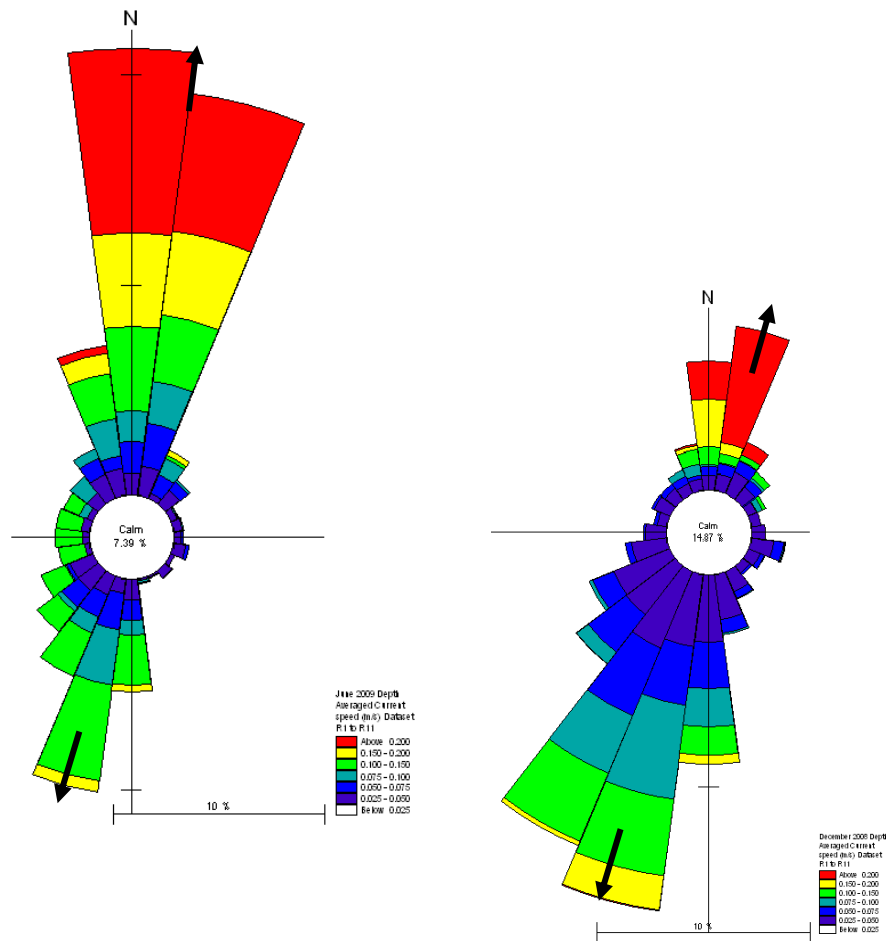 N
Calm
7.39 %
June 2009 Depth
Averaged Current
speed (m/s) Dataset
R1 to R11
Above 0.200
0.150 - 0.200
0.100 - 0.150
0.075 - 0.100
0.050 - 0.075
0.025 - 0.050
Below 0.025
10 %
N
Calm
14.87 %
December 2008 Depth
Averaged Current
speed (m/s) Dataset
R1 to R11
Above 0.200
0.150 - 0.200
0.100 - 0.150
0.075 - 0.100
0.050 - 0.075
0.025 - 0.050
Below 0.025
10 %